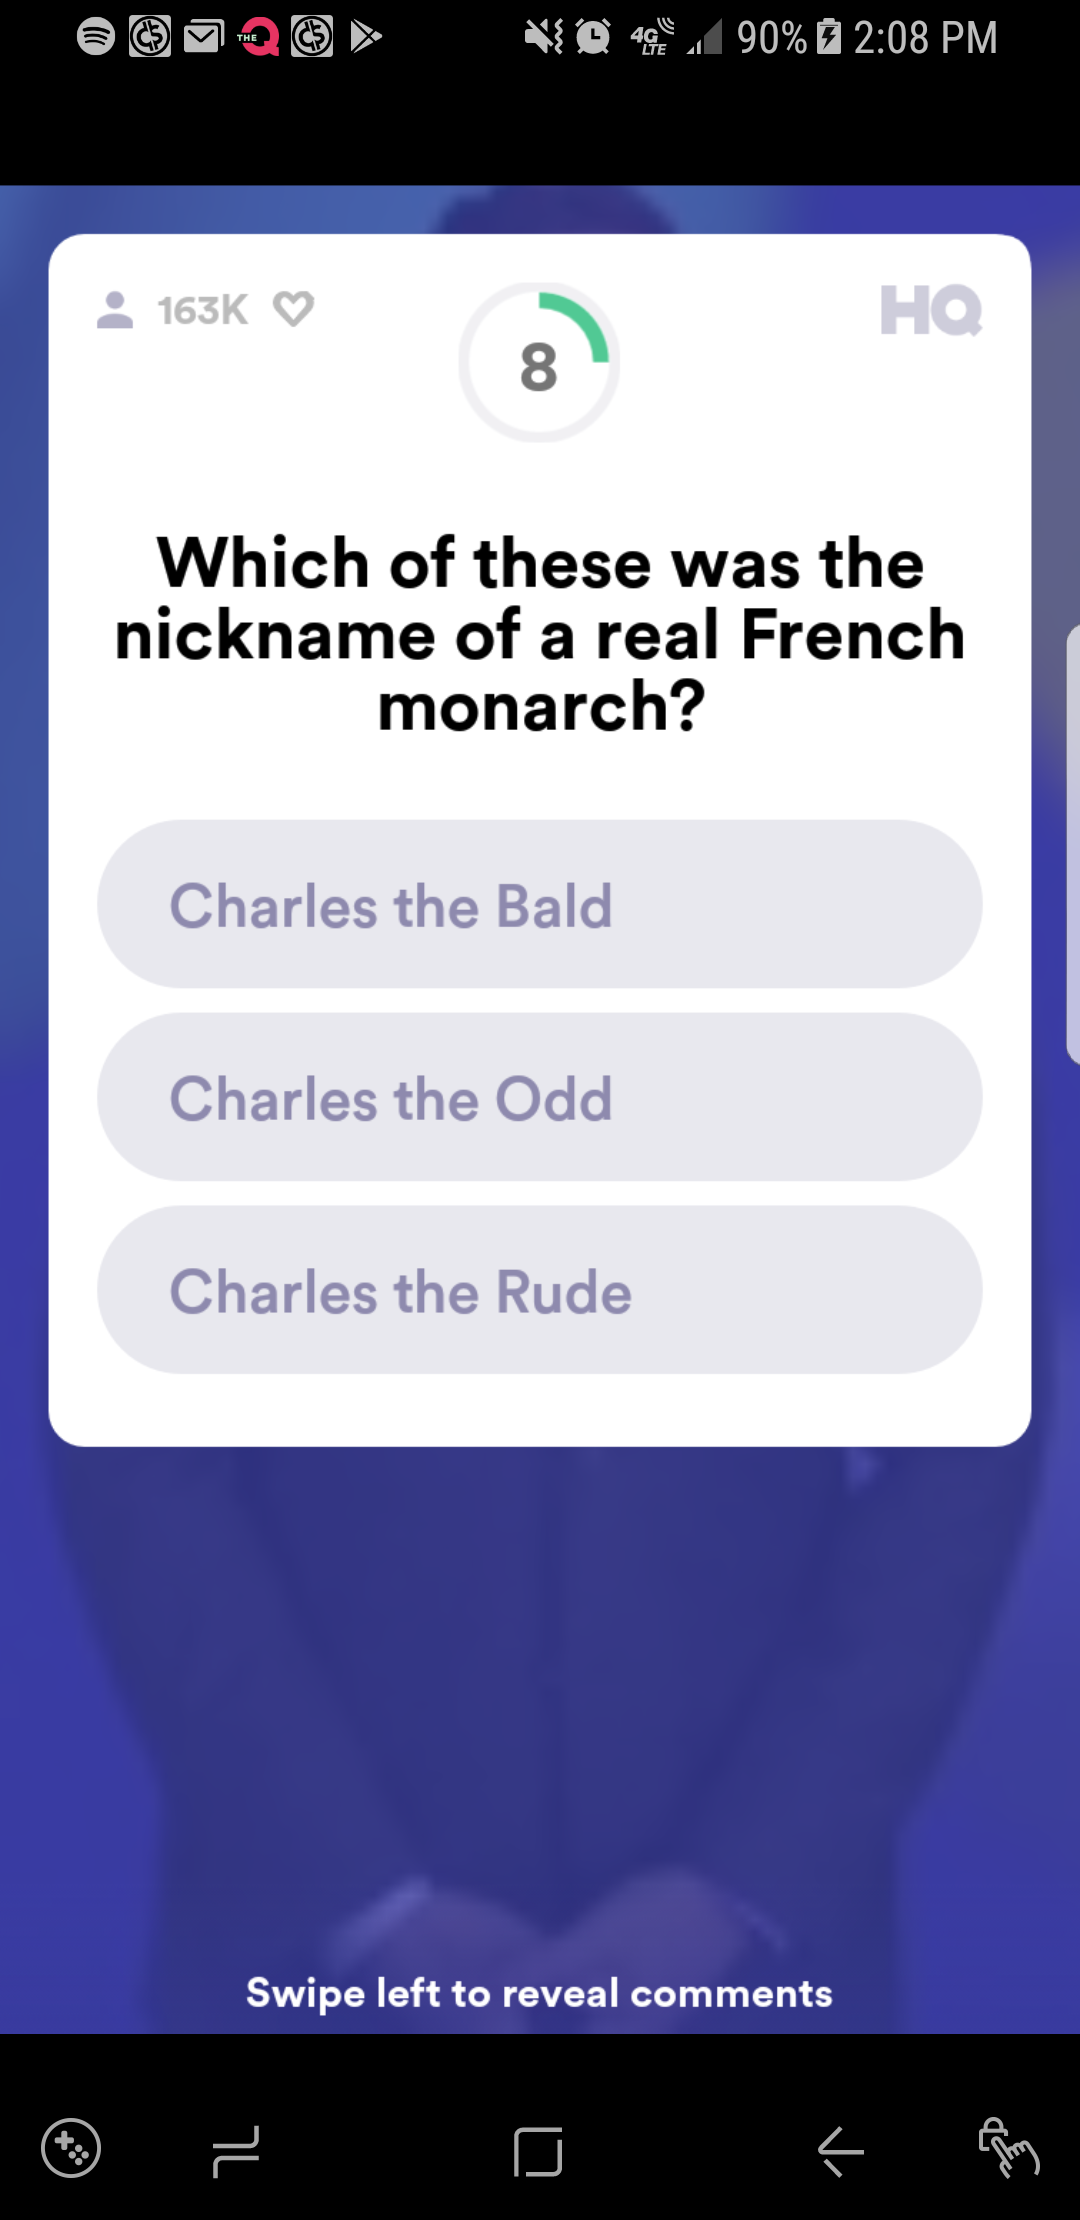 THE Q 4G LTE 90% 2:08 PM
163K 8 HQ
Which of these was the
nickname of a real French
monarch?
Charles the Bald
Charles the Odd
Charles the Rude
Swipe left to reveal comments